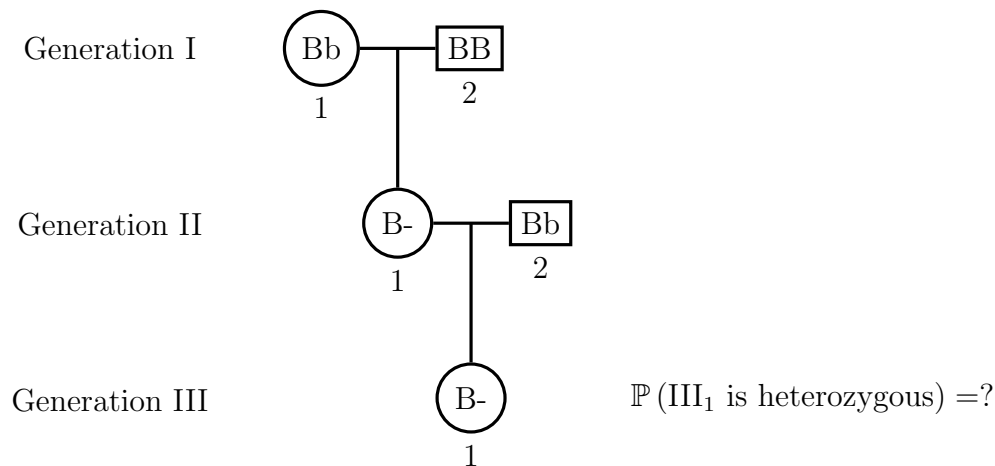 Generation I Bb BB
1 2
Generation II B- Bb
1 2
Generation III B- ℙ (III₁ is heterozygous) =?
1